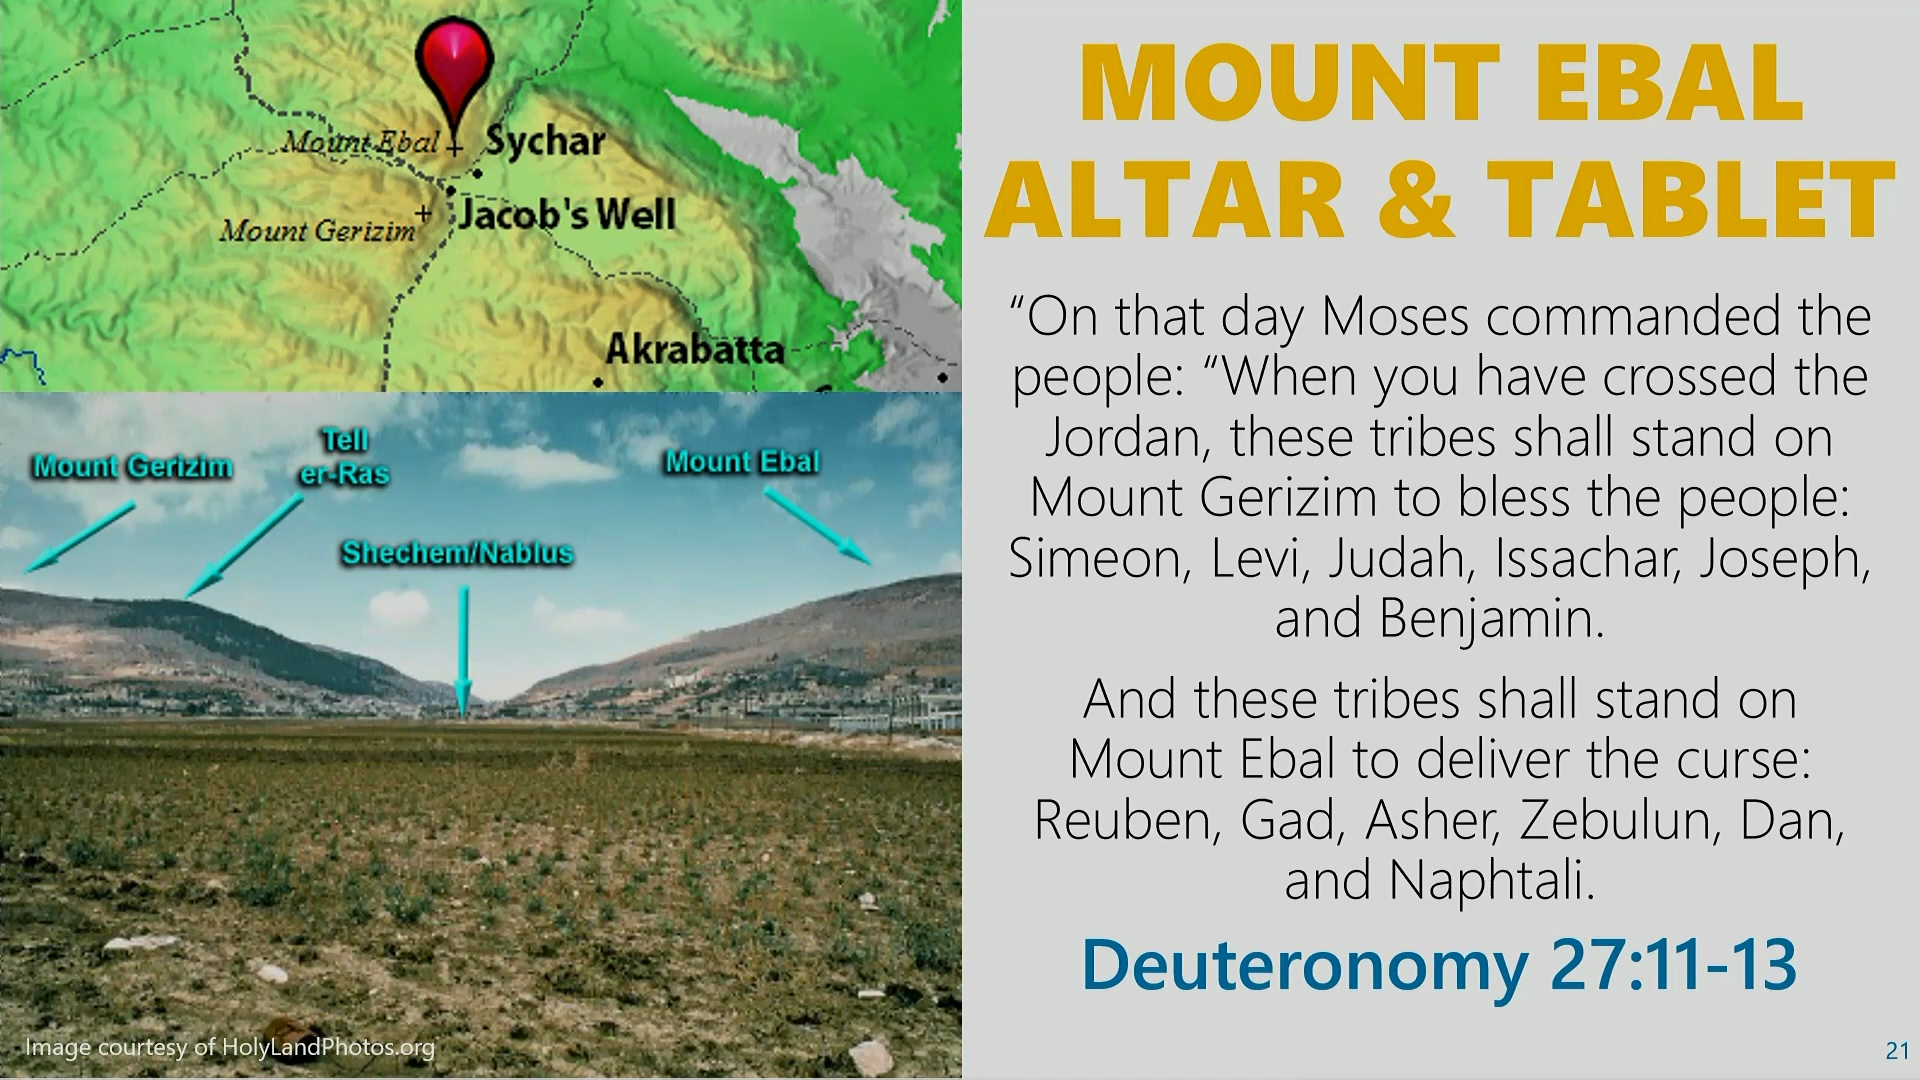 Mount Ebal
Sychar
Jacob's Well
Mount Gerizim
Akrabatta
Mount Gerizim
Tell
er-Ras
Mount Ebal
Shechem/Nablus
Image courtesy of HolyLandPhotos.org
MOUNT EBAL
ALTAR & TABLET
“On that day Moses commanded the
people: “When you have crossed the
Jordan, these tribes shall stand on
Mount Gerizim to bless the people:
Simeon, Levi, Judah, Issachar, Joseph,
and Benjamin.
And these tribes shall stand on
Mount Ebal to deliver the curse:
Reuben, Gad, Asher, Zebulun, Dan,
and Naphtali.
Deuteronomy 27:11-13
21